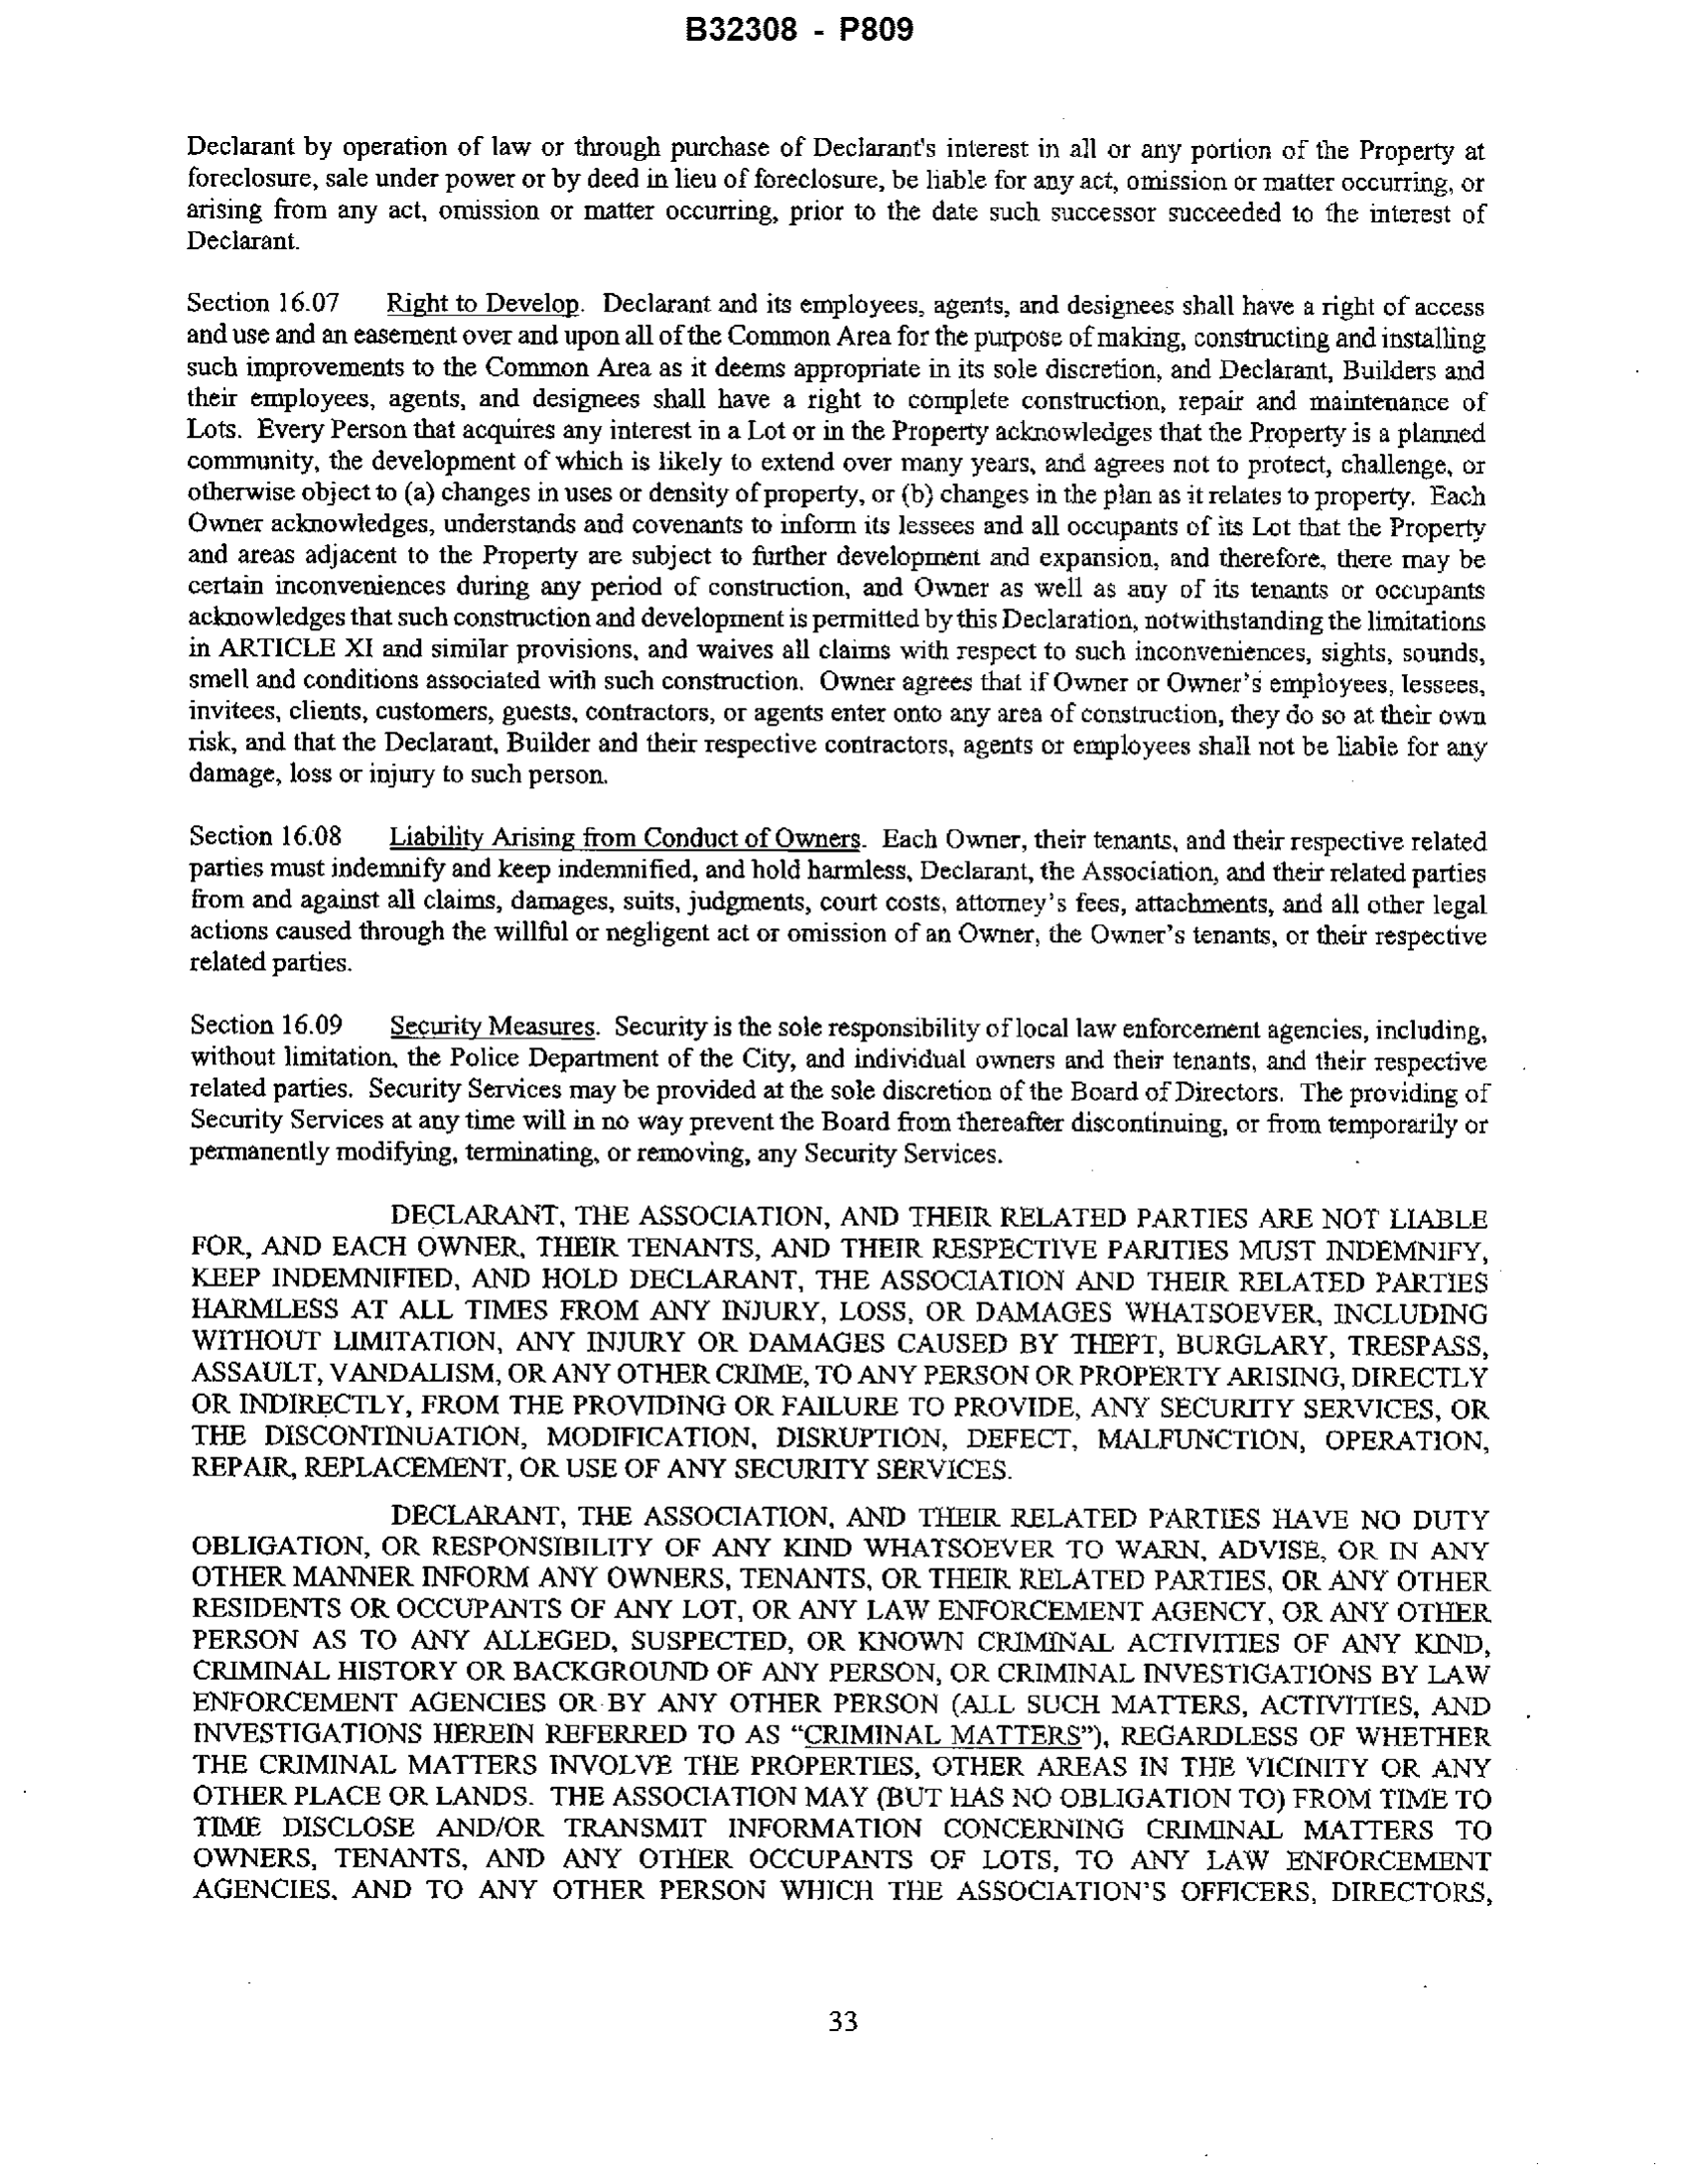 B32308 - P809
Declarant by operation of law or through purchase of Declarant's interest in all or any portion of the Property at
foreclosure, sale under power or by deed in lieu of foreclosure, be liable for any act, omission or matter occurring, or
arising from any act, omission or matter occurring, prior to the date such successor succeeded to the interest of
Declarant.
Section 16.07 Right to Develop. Declarant and its employees, agents, and designees shall have a right of access
and use and an easement over and upon all of the Common Area for the purpose of making, constructing and installing
such improvements to the Common Area as it deems appropriate in its sole discretion, and Declarant, Builders and
their employees, agents, and designees shall have a right to complete construction, repair and maintenance of
Lots. Every Person that acquires any interest in a Lot or in the Property acknowledges that the Property is a planned
community, the development of which is likely to extend over many years, and agrees not to protect, challenge, or
otherwise object to (a) changes in uses or density of property, or (b) changes in the plan as it relates to property. Each
Owner acknowledges, understands and covenants to inform its lessees and all occupants of its Lot that the Property
and areas adjacent to the Property are subject to further development and expansion, and therefore, there may be
certain inconveniences during any period of construction, and Owner as well as any of its tenants or occupants
acknowledges that such construction and development is permitted by this Declaration, notwithstanding the limitations
in ARTICLE XI and similar provisions, and waives all claims with respect to such inconveniences, sights, sounds,
smell and conditions associated with such construction. Owner agrees that if Owner or Owner's employees, lessees,
invitees, clients, customers, guests, contractors, or agents enter onto any area of construction, they do so at their own
risk, and that the Declarant, Builder and their respective contractors, agents or employees shall not be liable for any
damage, loss or injury to such person.
Section 16.08 Liability Arising from Conduct of Owners. Each Owner, their tenants, and their respective related
parties must indemnify and keep indemnified, and hold harmless, Declarant, the Association, and their related parties
from and against all claims, damages, suits, judgments, court costs, attorney's fees, attachments, and all other legal
actions caused through the willful or negligent act or omission of an Owner, the Owner's tenants, or their respective
related parties.
Section 16.09 Security Measures. Security is the sole responsibility of local law enforcement agencies, including,
without limitation, the Police Department of the City, and individual owners and their tenants, and their respective
related parties. Security Services may be provided at the sole discretion of the Board of Directors. The providing of
Security Services at any time will in no way prevent the Board from thereafter discontinuing, or from temporarily or
permanently modifying, terminating, or removing, any Security Services.
DECLARANT, THE ASSOCIATION, AND THEIR RELATED PARTIES ARE NOT LIABLE
FOR, AND EACH OWNER, THEIR TENANTS, AND THEIR RESPECTIVE PARITIES MUST INDEMNIFY,
KEEP INDEMNIFIED, AND HOLD DECLARANT, THE ASSOCIATION AND THEIR RELATED PARTIES
HARMLESS AT ALL TIMES FROM ANY INJURY, LOSS, OR DAMAGES WHATSOEVER, INCLUDING
WITHOUT LIMITATION, ANY INJURY OR DAMAGES CAUSED BY THEFT, BURGLARY, TRESPASS,
ASSAULT, VANDALISM, OR ANY OTHER CRIME, TO ANY PERSON OR PROPERTY ARISING, DIRECTLY
OR INDIRECTLY, FROM THE PROVIDING OR FAILURE TO PROVIDE, ANY SECURITY SERVICES, OR
THE DISCONTINUATION, MODIFICATION, DISRUPTION, DEFECT, MALFUNCTION, OPERATION,
REPAIR, REPLACEMENT, OR USE OF ANY SECURITY SERVICES.
DECLARANT, THE ASSOCIATION, AND THEIR RELATED PARTIES HAVE NO DUTY
OBLIGATION, OR RESPONSIBILITY OF ANY KIND WHATSOEVER TO WARN, ADVISE, OR IN ANY
OTHER MANNER INFORM ANY OWNERS, TENANTS, OR THEIR RELATED PARTIES, OR ANY OTHER
RESIDENTS OR OCCUPANTS OF ANY LOT, OR ANY LAW ENFORCEMENT AGENCY, OR ANY OTHER
PERSON AS TO ANY ALLEGED, SUSPECTED, OR KNOWN CRIMINAL ACTIVITIES OF ANY KIND,
CRIMINAL HISTORY OR BACKGROUND OF ANY PERSON, OR CRIMINAL INVESTIGATIONS BY LAW
ENFORCEMENT AGENCIES OR BY ANY OTHER PERSON (ALL SUCH MATTERS, ACTIVITIES, AND
INVESTIGATIONS HEREIN REFERRED TO AS “CRIMINAL MATTERS”), REGARDLESS OF WHETHER
THE CRIMINAL MATTERS INVOLVE THE PROPERTIES, OTHER AREAS IN THE VICINITY OR ANY
OTHER PLACE OR LANDS. THE ASSOCIATION MAY (BUT HAS NO OBLIGATION TO) FROM TIME TO
TIME DISCLOSE AND/OR TRANSMIT INFORMATION CONCERNING CRIMINAL MATTERS TO
OWNERS, TENANTS, AND ANY OTHER OCCUPANTS OF LOTS, TO ANY LAW ENFORCEMENT
AGENCIES, AND TO ANY OTHER PERSON WHICH THE ASSOCIATION'S OFFICERS, DIRECTORS,
33